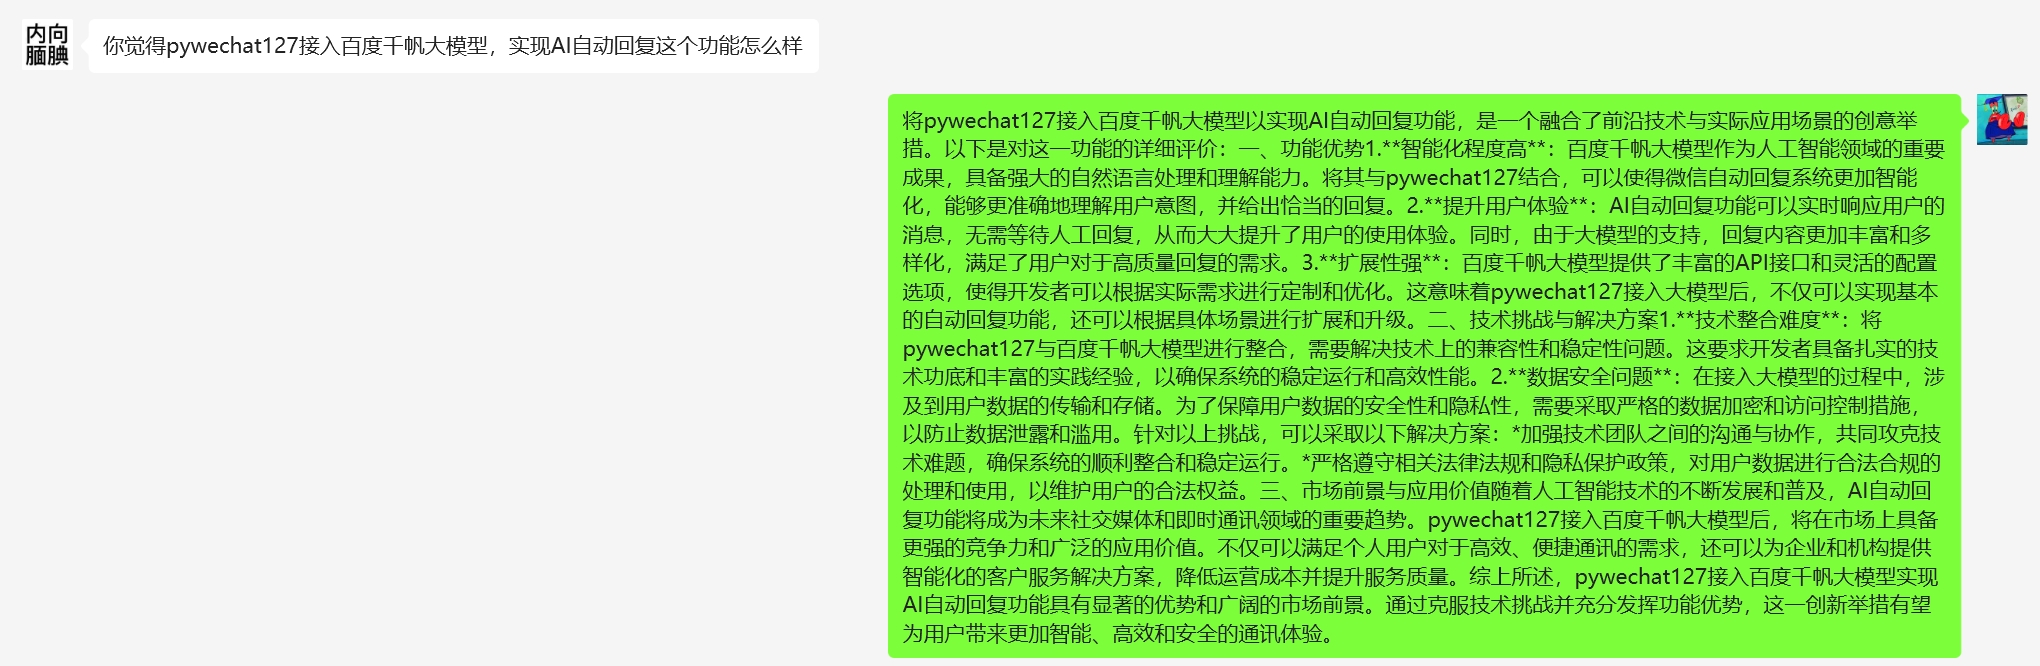 内向
腼腆
你觉得pywechat127接入百度千帆大模型，实现AI自动回复这个功能怎么样
将pywechat127接入百度千帆大模型以实现AI自动回复功能，是一个融合了前沿技术与实际应用场景的创意举
措。以下是对这一功能的详细评价：一、功能优势1.**智能化程度高**：百度千帆大模型作为人工智能领域的重要
成果，具备强大的自然语言处理和理解能力。将其与pywechat127结合，可以使得微信自动回复系统更加智能
化，能够更准确地理解用户意图，并给出恰当的回复。2.**提升用户体验**：AI自动回复功能可以实时响应用户的
消息，无需等待人工回复，从而大大提升了用户的使用体验。同时，由于大模型的支持，回复内容更加丰富和多
样化，满足了用户对于高质量回复的需求。3.**扩展性强**：百度千帆大模型提供了丰富的API接口和灵活的配置
选项，使得开发者可以根据实际需求进行定制和优化。这意味着pywechat127接入大模型后，不仅可以实现基本
的自动回复功能，还可以根据具体场景进行扩展和升级。二、技术挑战与解决方案1.**技术整合难度**：将
pywechat127与百度千帆大模型进行整合，需要解决技术上的兼容性和稳定性问题。这要求开发者具备扎实的技
术功底和丰富的实践经验，以确保系统的稳定运行和高效性能。2.**数据安全问题**：在接入大模型的过程中，涉
及到用户数据的传输和存储。为了保障用户数据的安全性和隐私性，需要采取严格的数据加密和访问控制措施，
以防止数据泄露和滥用。针对以上挑战，可以采取以下解决方案：*加强技术团队之间的沟通与协作，共同攻克技
术难题，确保系统的顺利整合和稳定运行。*严格遵守相关法律法规和隐私保护政策，对用户数据进行合法合规的
处理和使用，以维护用户的合法权益。三、市场前景与应用价值随着人工智能技术的不断发展和普及，AI自动回
复功能将成为未来社交媒体和即时通讯领域的重要趋势。pywechat127接入百度千帆大模型后，将在市场上具备
更强的竞争力和广泛的应用价值。不仅可以满足个人用户对于高效、便捷通讯的需求，还可以为企业和机构提供
智能化的客户服务解决方案，降低运营成本并提升服务质量。综上所述，pywechat127接入百度千帆大模型实现
AI自动回复功能具有显著的优势和广阔的市场前景。通过克服技术挑战并充分发挥功能优势，这一创新举措有望
为用户带来更加智能、高效和安全的通讯体验。